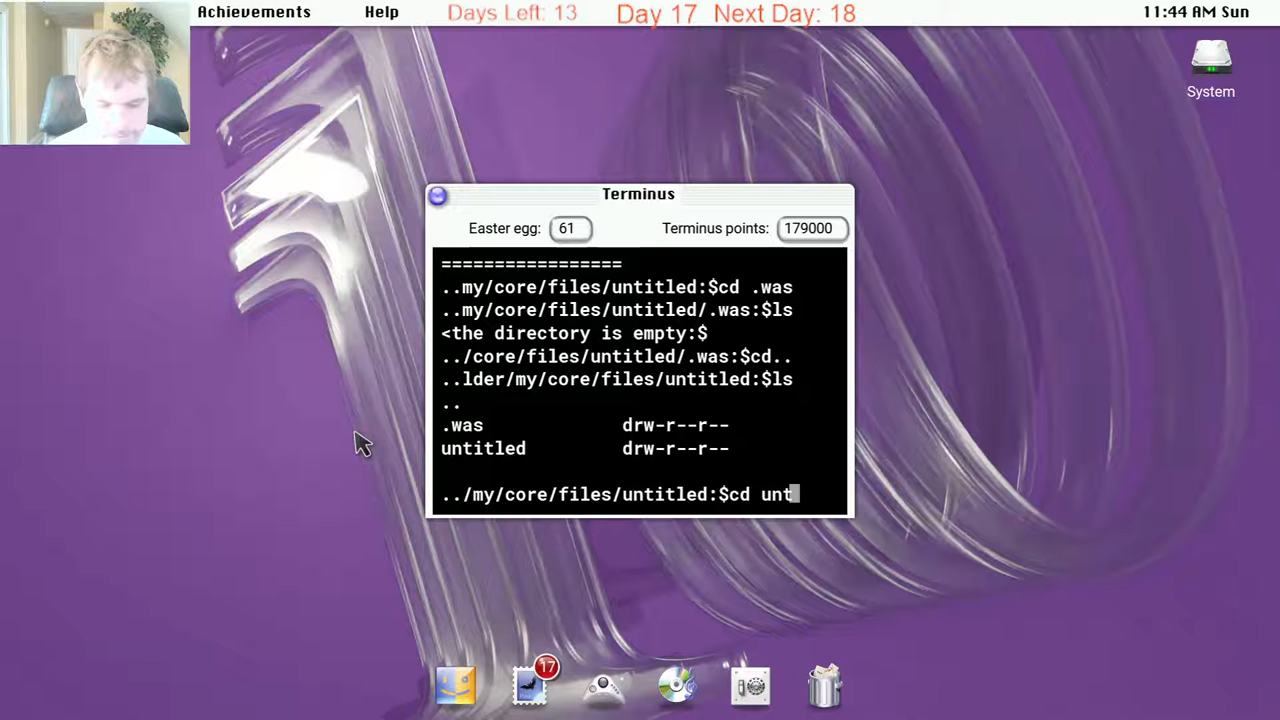 Achievements Help Days Left: 13 Day 17 Next Day: 18 11:44 AM Sun
System
Terminus
Easter egg: 61 Terminus points: 179000
=================
..my/core/files/untitled:$cd .was
..my/core/files/untitled/.was:$ls
<the directory is empty:$
../core/files/untitled/.was:$cd..
..lder/my/core/files/untitled:$ls
..
.was drw-r--r--
untitled drw-r--r--
../my/core/files/untitled:$cd unt
17